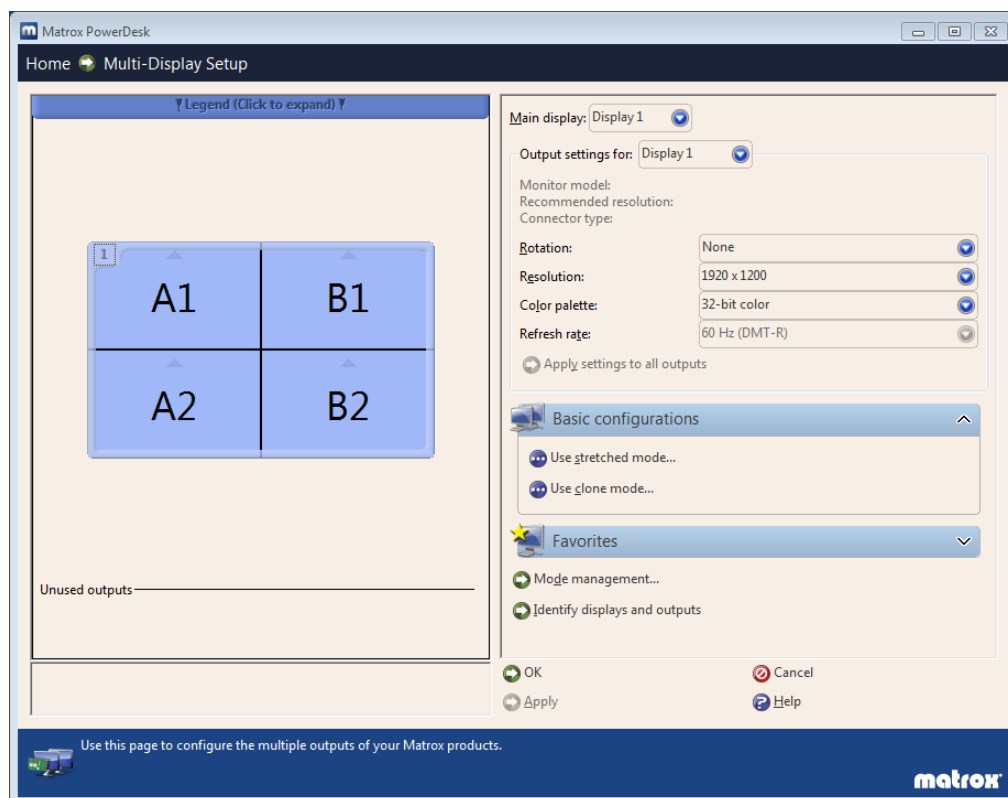 Matrox PowerDesk
Home Multi-Display Setup
Legend (Click to expand)
1
A1 B1
A2 B2
Unused outputs
Main display: Display 1
Output settings for: Display 1
Monitor model:
Recommended resolution:
Connector type:
Rotation: None
Resolution: 1920 x 1200
Color palette: 32-bit color
Refresh rate: 60 Hz (DMT-R)
Apply settings to all outputs
Basic configurations
Use stretched mode...
Use clone mode...
Favorites
Mode management...
Identify displays and outputs
OK Cancel
Apply Help
Use this page to configure the multiple outputs of your Matrox products.
matrox